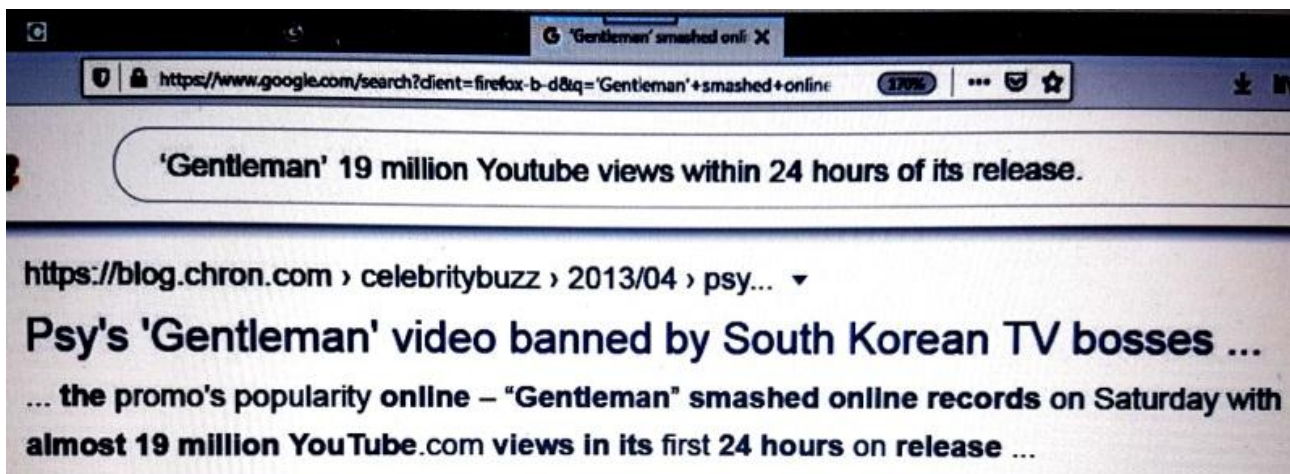 'Gentleman' smashed onli
https://www.google.com/search?client=firefox-b-d&q='Gentleman'+smashed+online
170%
'Gentleman' 19 million Youtube views within 24 hours of its release.
https://blog.chron.com › celebritybuzz › 2013/04 › psy...
Psy's 'Gentleman' video banned by South Korean TV bosses ...
... the promo's popularity online – "Gentleman" smashed online records on Saturday with
almost 19 million YouTube.com views in its first 24 hours on release ...